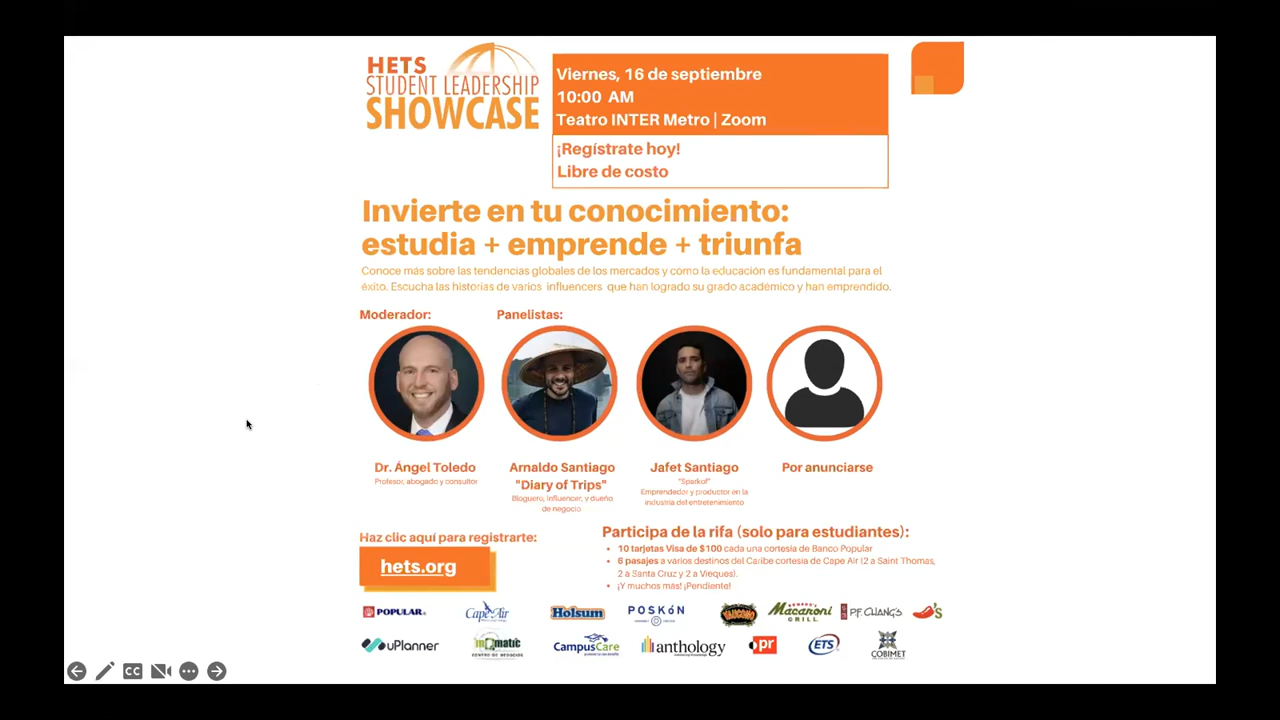 HETS
STUDENT LEADERSHIP
SHOWCASE
Viernes, 16 de septiembre
10:00 AM
Teatro INTER Metro | Zoom
¡Regístrate hoy!
Libre de costo
Invierte en tu conocimiento:
estudia + emprende + triunfa
Conoce más sobre las tendencias globales de los mercados y como la educación es fundamental para el
éxito. Escucha las historias de varios influencers que han logrado su grado académico y han emprendido.
Moderador:
Panelistas:
Dr. Ángel Toledo
Profesor, abogado y consultor
Arnaldo Santiago
"Diary of Trips"
Bloguero, influencer, y dueño
de negocio
Jafet Santiago
"Sparkof"
Emprendedor y productor en la
industria del entretenimiento
Por anunciarse
Haz clic aquí para registrarte:
hets.org
Participa de la rifa (solo para estudiantes):
• 10 tarjetas Visa de $100 cada una cortesía de Banco Popular
• 6 pasajes a varios destinos del Caribe cortesía de Cape Air (2 a Saint Thomas,
2 a Santa Cruz y 2 a Vieques).
• ¡Y muchos más! ¡Pendiente!
POPULAR
Cape Air
Holsum
POSKóN
Macaroni
GRILL
P.F. CHANG'S
'S
uPlanner
CENTRO DE NEGOCIOS
CampusCare
anthology
pr
ETS
COBIMET
CC